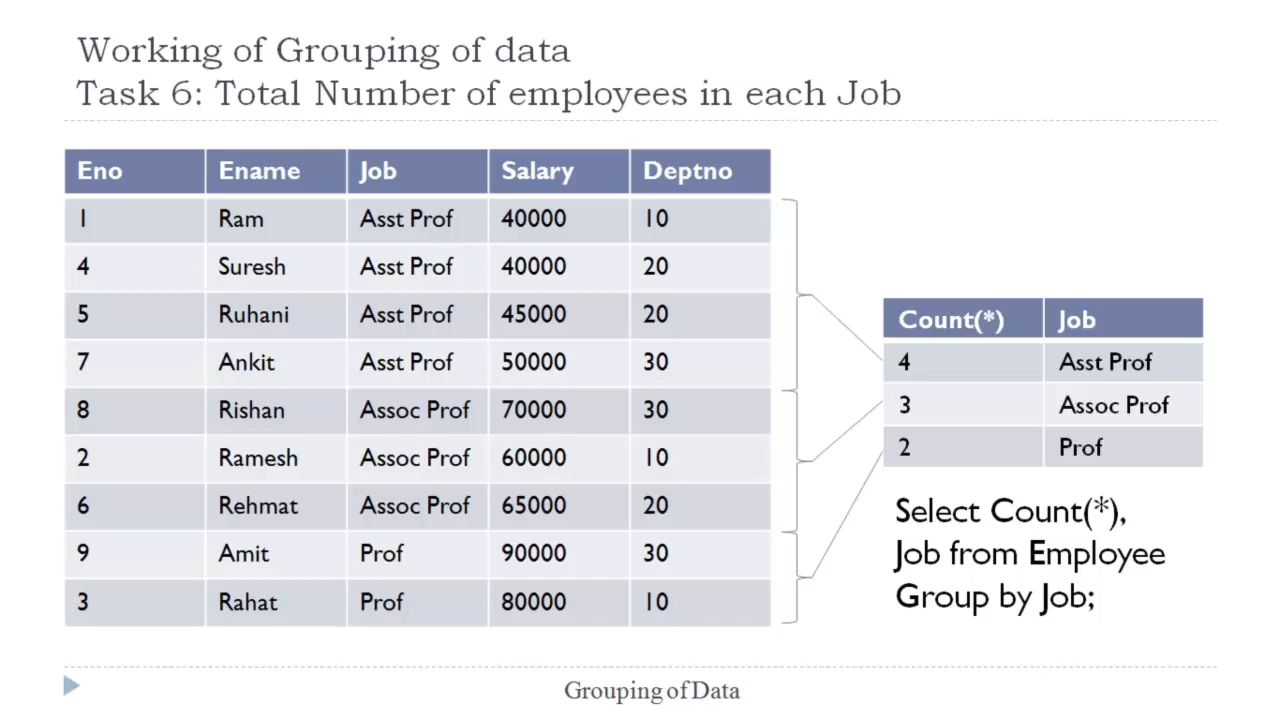 Working of Grouping of data
Task 6: Total Number of employees in each Job
Eno Ename Job Salary Deptno
1 Ram Asst Prof 40000 10
4 Suresh Asst Prof 40000 20
5 Ruhani Asst Prof 45000 20
7 Ankit Asst Prof 50000 30
8 Rishan Assoc Prof 70000 30
2 Ramesh Assoc Prof 60000 10
6 Rehmat Assoc Prof 65000 20
9 Amit Prof 90000 30
3 Rahat Prof 80000 10
Count(*) Job
4 Asst Prof
3 Assoc Prof
2 Prof
Select Count(*),
Job from Employee
Group by Job;
Grouping of Data